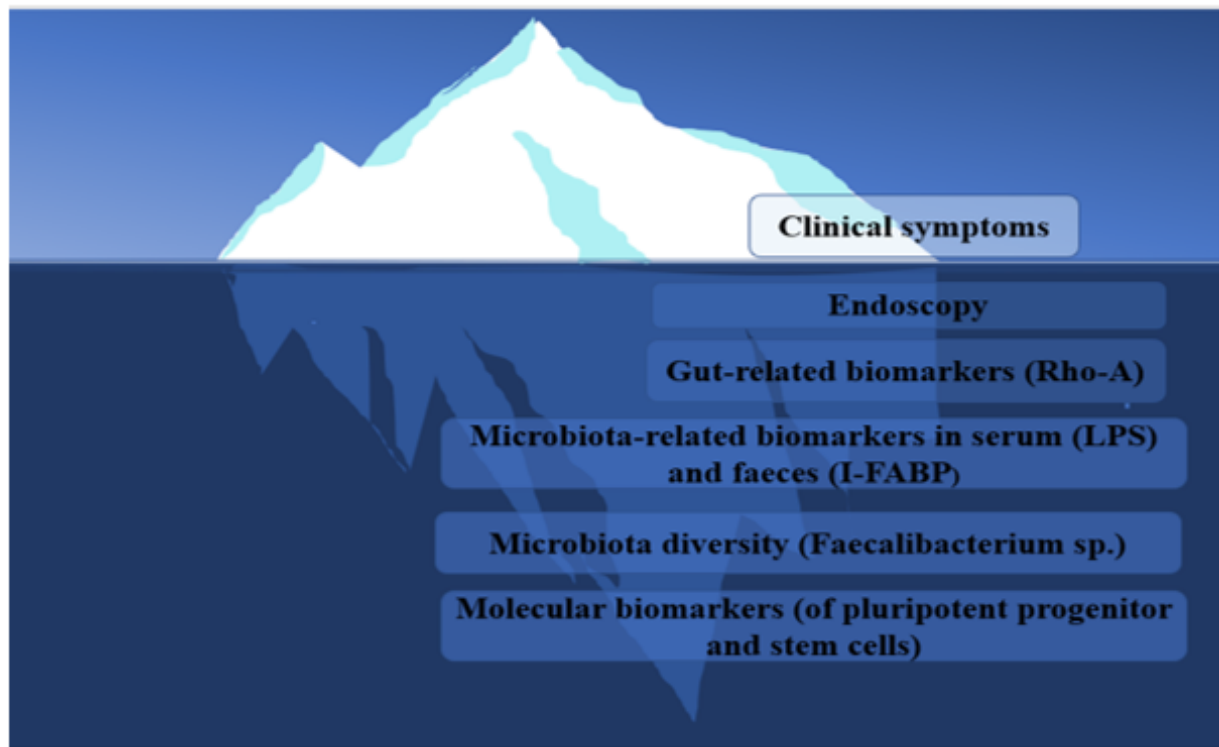 Clinical symptoms
Endoscopy
Gut-related biomarkers (Rho-A)
Microbiota-related biomarkers in serum (LPS)
and faeces (I-FABP)
Microbiota diversity (Faecalibacterium sp.)
Molecular biomarkers (of pluripotent progenitor
and stem cells)